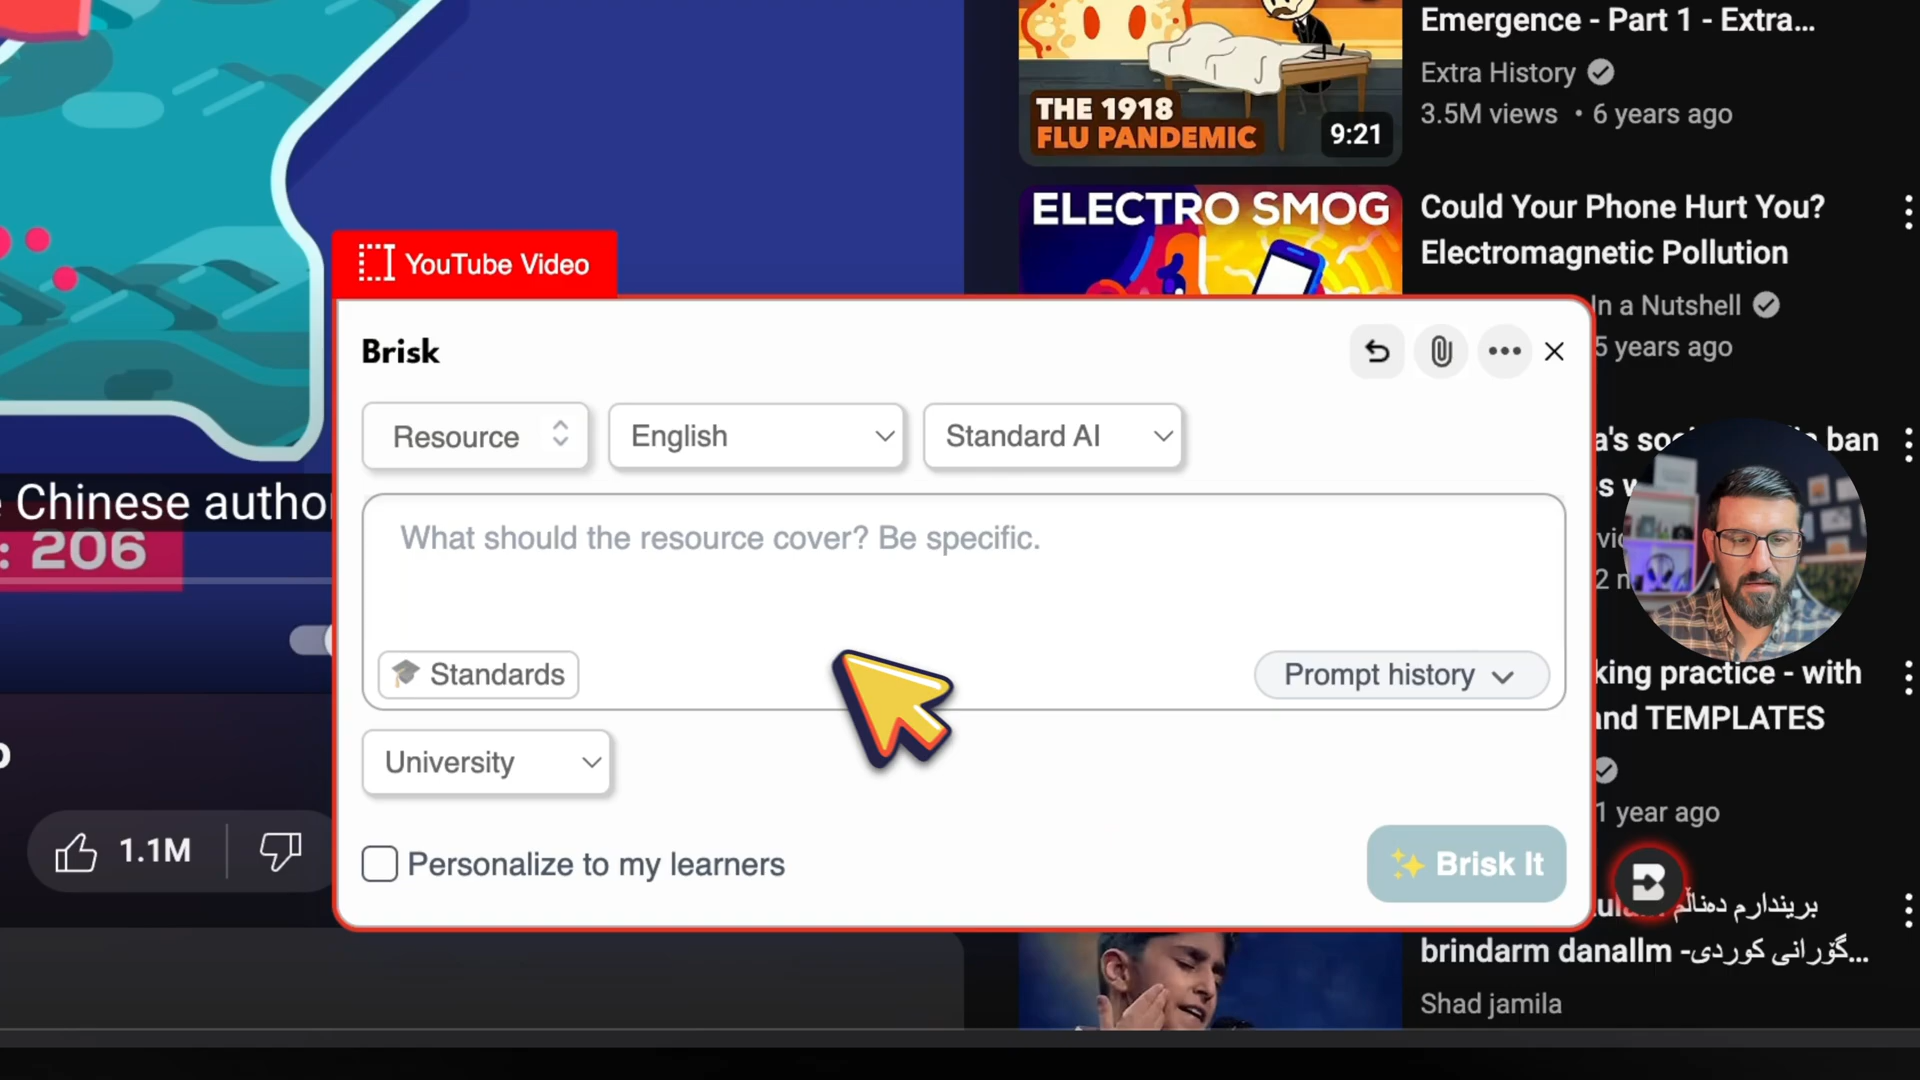 Emergence - Part 1 - Extra...
Extra History
3.5M views • 6 years ago
THE 1918
FLU PANDEMIC
9:21
ELECTRO SMOG
Could Your Phone Hurt You?
Electromagnetic Pollution
In a Nutshell
5 years ago
YouTube Video
Brisk
Resource
English
Standard AI
What should the resource cover? Be specific.
Standards
Prompt history
University
Personalize to my learners
Brisk It
Chinese
: 206
1.1M
ban
king practice - with
and TEMPLATES
1 year ago
بریندارم دەناڵم
brindarm danallm -گۆرانی کوردی...
Shad jamila